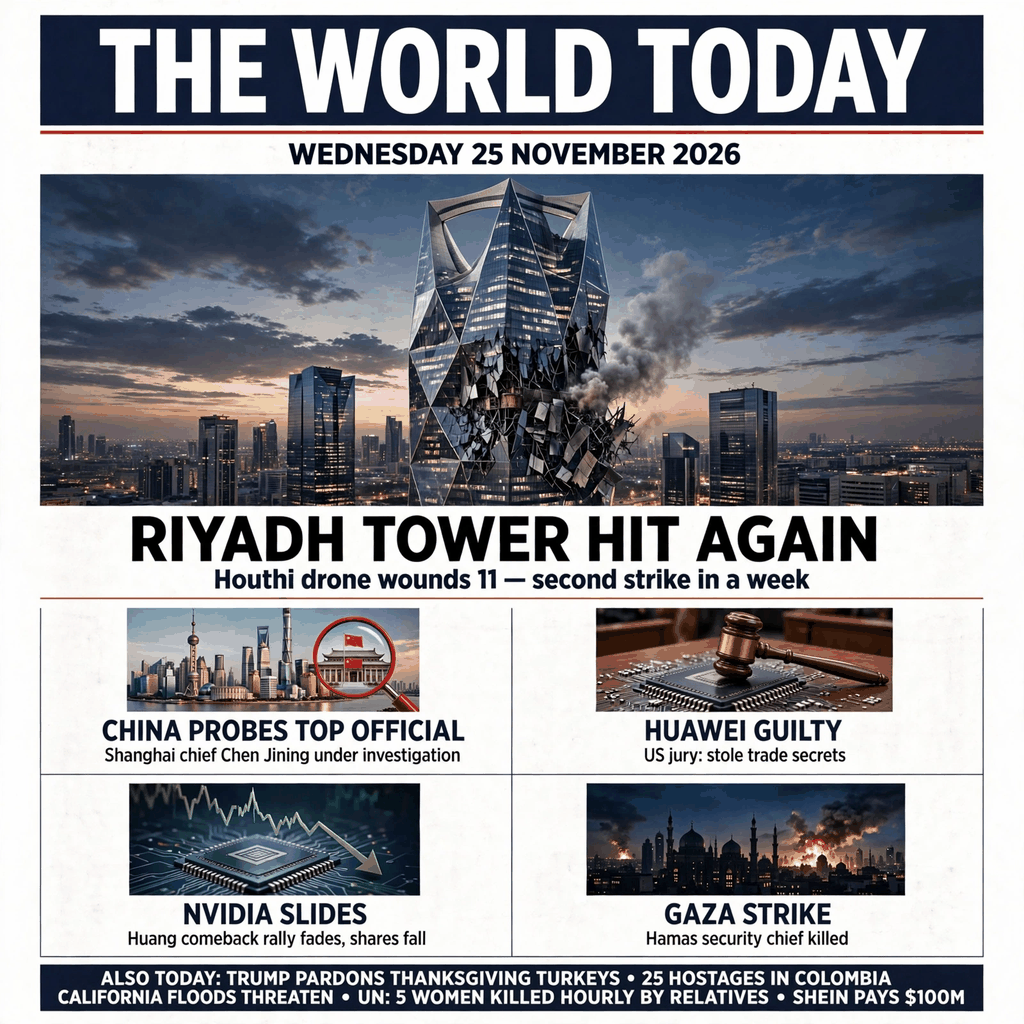 THE WORLD TODAY
WEDNESDAY 25 NOVEMBER 2026
RIYADH TOWER HIT AGAIN
Houthi drone wounds 11 — second strike in a week
CHINA PROBES TOP OFFICIAL
Shanghai chief Chen Jining under investigation
HUAWEI GUILTY
US jury: stole trade secrets
NVIDIA SLIDES
Huang comeback rally fades, shares fall
GAZA STRIKE
Hamas security chief killed
ALSO TODAY: TRUMP PARDONS THANKSGIVING TURKEYS • 25 HOSTAGES IN COLOMBIA
CALIFORNIA FLOODS THREATEN • UN: 5 WOMEN KILLED HOURLY BY RELATIVES • SHEIN PAYS $100M